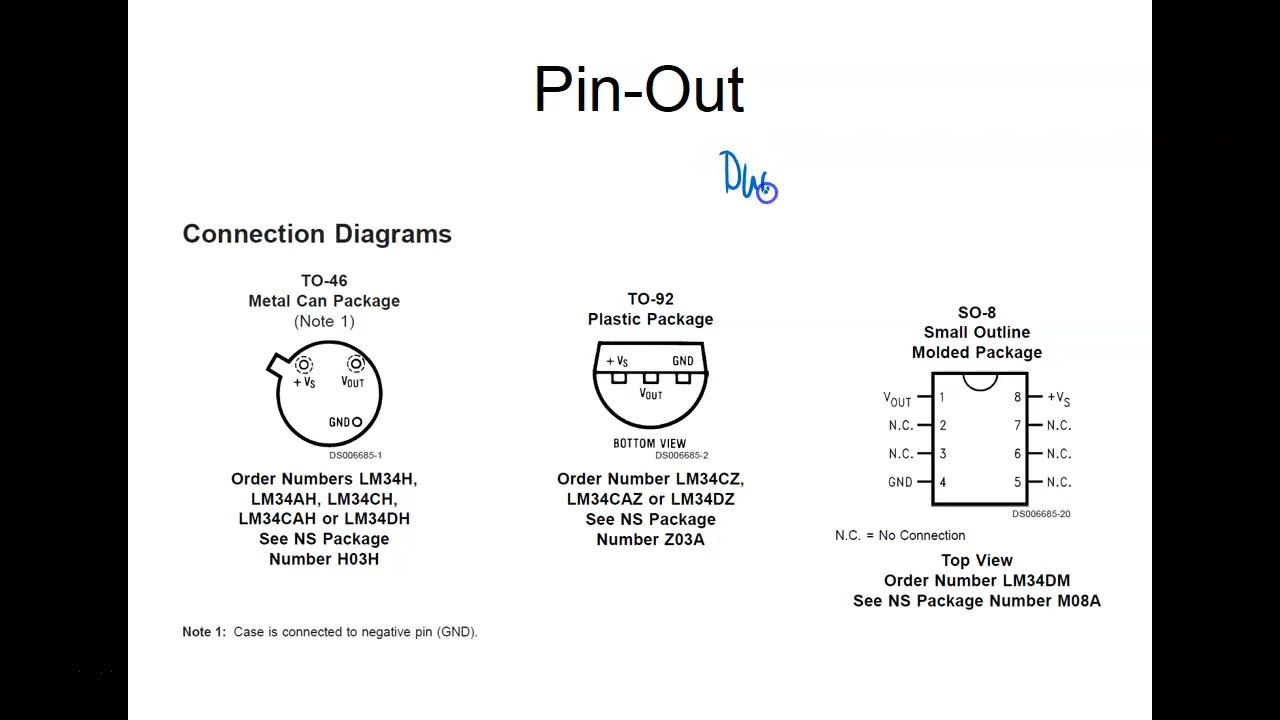 Pin-Out
Connection Diagrams
TO-46
Metal Can Package
(Note 1)
+ VS
VOUT
GND
DS006685-1
Order Numbers LM34H,
LM34AH, LM34CH,
LM34CAH or LM34DH
See NS Package
Number H03H
TO-92
Plastic Package
+ VS GND
VOUT
BOTTOM VIEW
DS006685-2
Order Number LM34CZ,
LM34CAZ or LM34DZ
See NS Package
Number Z03A
SO-8
Small Outline
Molded Package
VOUT 1 8 +VS
N.C. 2 7 N.C.
N.C. 3 6 N.C.
GND 4 5 N.C.
DS006685-20
N.C. = No Connection
Top View
Order Number LM34DM
See NS Package Number M08A
Note 1: Case is connected to negative pin (GND).